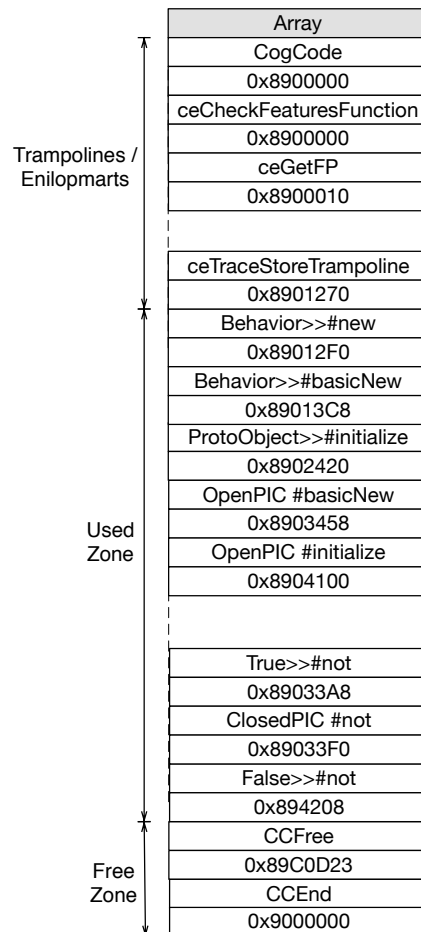 Array
CogCode
0x8900000
ceCheckFeaturesFunction
0x8900000
ceGetFP
0x8900010
Trampolines /
Enilopmarts
ceTraceStoreTrampoline
0x8901270
Behavior>>#new
0x89012F0
Behavior>>#basicNew
0x89013C8
ProtoObject>>#initialize
0x8902420
OpenPIC #basicNew
0x8903458
OpenPIC #initialize
0x8904100
Used
Zone
True>>#not
0x89033A8
ClosedPIC #not
0x89033F0
False>>#not
0x894208
CCFree
0x89C0D23
CCEnd
0x9000000
Free
Zone